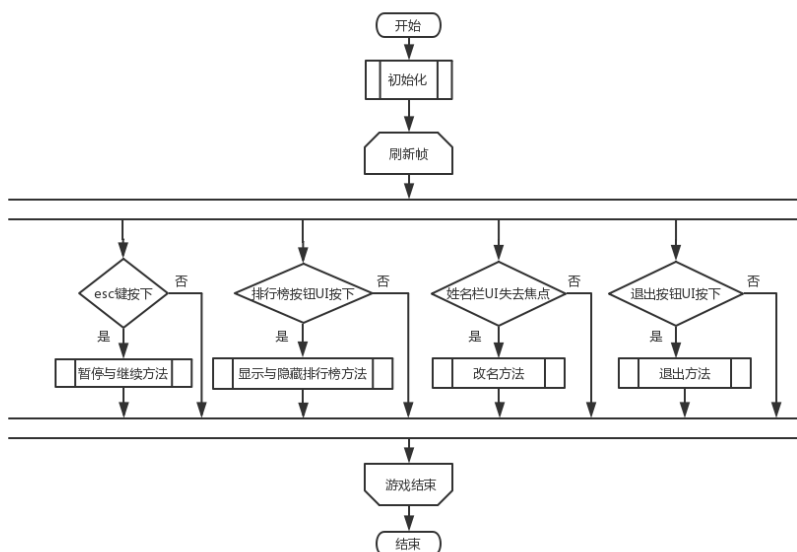 开始
初始化
刷新帧
esc键按下
否
排行榜按钮UI按下
否
姓名栏UI失去焦点
否
退出按钮UI按下
否
是
是
是
是
暂停与继续方法
显示与隐藏排行榜方法
改名方法
退出方法
游戏结束
结束